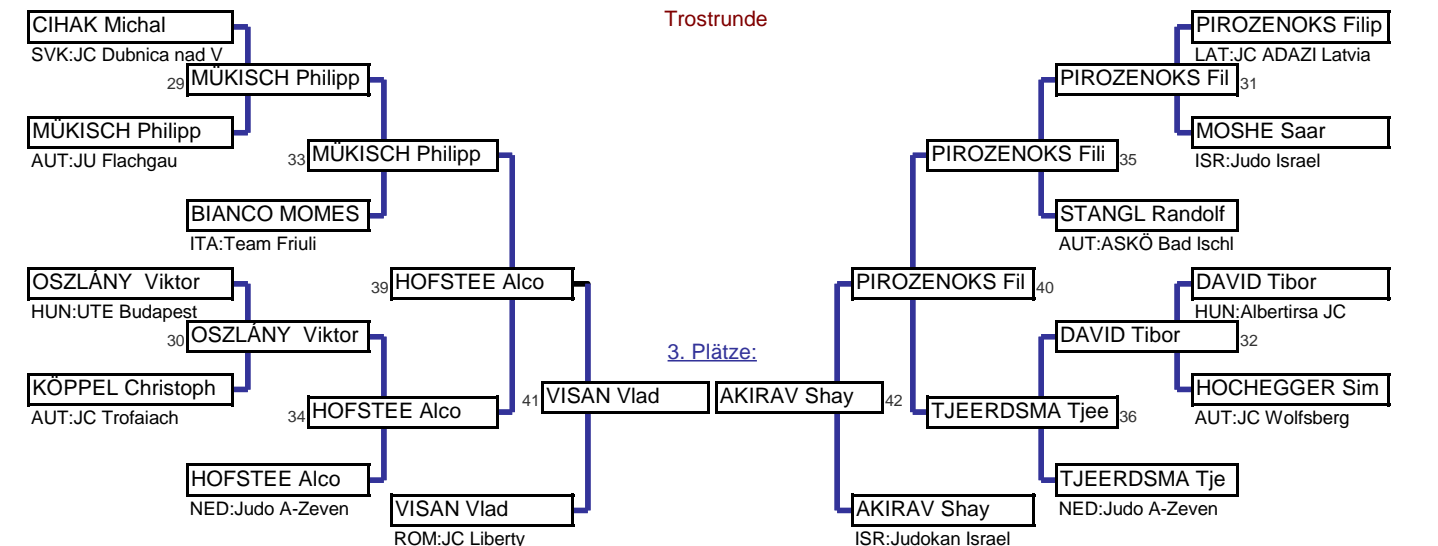 Trostrunde
CIHAK Michal
SVK:JC Dubnica nad V
29 MÜKISCH Philipp
MÜKISCH Philipp
AUT:JU Flachgau
33 MÜKISCH Philipp
BIANCO MOMES
ITA:Team Friuli
39 HOFSTEE Alco
OSZLÁNY  Viktor
HUN:UTE Budapest
30 OSZLÁNY  Viktor
KÖPPEL Christoph
AUT:JC Trofaiach
34 HOFSTEE Alco
HOFSTEE Alco
NED:Judo A-Zeven
VISAN Vlad
ROM:JC Liberty
3. Plätze:
41 VISAN Vlad
AKIRAV Shay 42
PIROZENOKS Filip
LAT:JC ADAZI Latvia
PIROZENOKS Fil 31
MOSHE Saar
ISR:Judo Israel
PIROZENOKS Fili 35
STANGL Randolf
AUT:ASKÖ Bad Ischl
PIROZENOKS Fil 40
DAVID Tibor
HUN:Albertirsa JC
DAVID Tibor 32
HOCHEGGER Sim
AUT:JC Wolfsberg
TJEERDSMA Tjee 36
TJEERDSMA Tje
NED:Judo A-Zeven
AKIRAV Shay
ISR:Judokan Israel